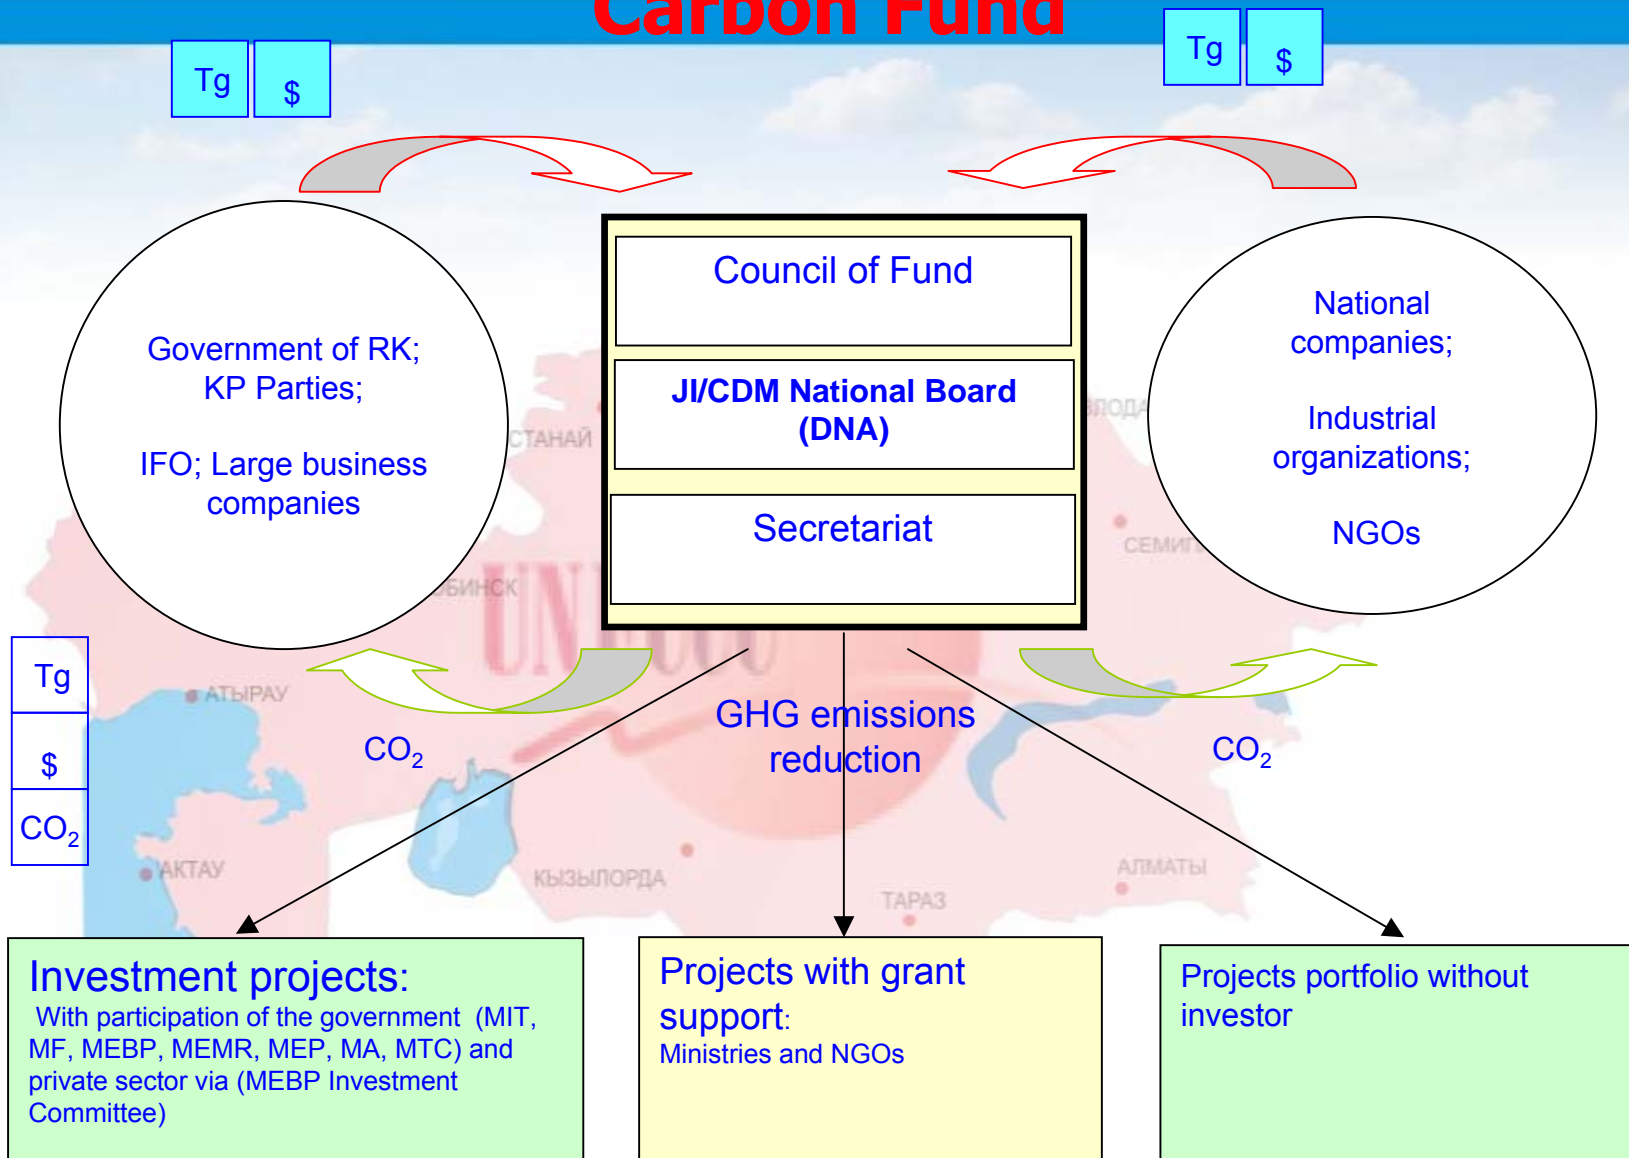 Carbon Fund
Tg $
Tg $
Government of RK;
KP Parties;
IFO; Large business
companies
Council of Fund
JI/CDM National Board
(DNA)
Secretariat
National
companies;
Industrial
organizations;
NGOs
СТАНАЙ
ОБИНСК
АТЫРАУ
АКТАУ
КЫЗЫЛОРДА
ТАРАЗ
АЛМАТЫ
Tg
$
CO₂
CO₂
GHG emissions
reduction
CO₂
Investment projects:
With participation of the government (MIT,
MF, MEBP, MEMR, MEP, MA, MTC) and
private sector via (MEBP Investment
Committee)
Projects with grant
support:
Ministries and NGOs
Projects portfolio without
investor